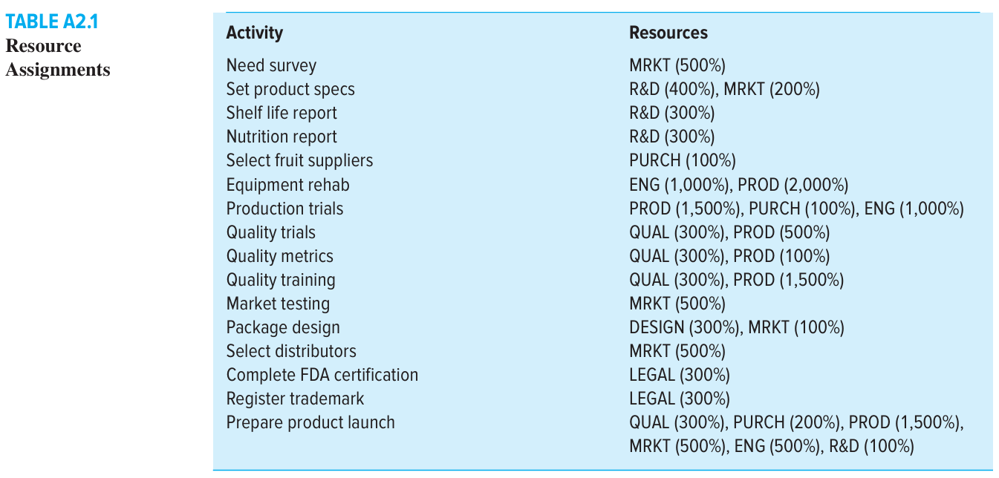 TABLE A2.1
Resource
Assignments
Activity Resources
Need survey MRKT (500%)
Set product specs R&D (400%), MRKT (200%)
Shelf life report R&D (300%)
Nutrition report R&D (300%)
Select fruit suppliers PURCH (100%)
Equipment rehab ENG (1,000%), PROD (2,000%)
Production trials PROD (1,500%), PURCH (100%), ENG (1,000%)
Quality trials QUAL (300%), PROD (500%)
Quality metrics QUAL (300%), PROD (100%)
Quality training QUAL (300%), PROD (1,500%)
Market testing MRKT (500%)
Package design DESIGN (300%), MRKT (100%)
Select distributors MRKT (500%)
Complete FDA certification LEGAL (300%)
Register trademark LEGAL (300%)
Prepare product launch QUAL (300%), PURCH (200%), PROD (1,500%),
MRKT (500%), ENG (500%), R&D (100%)